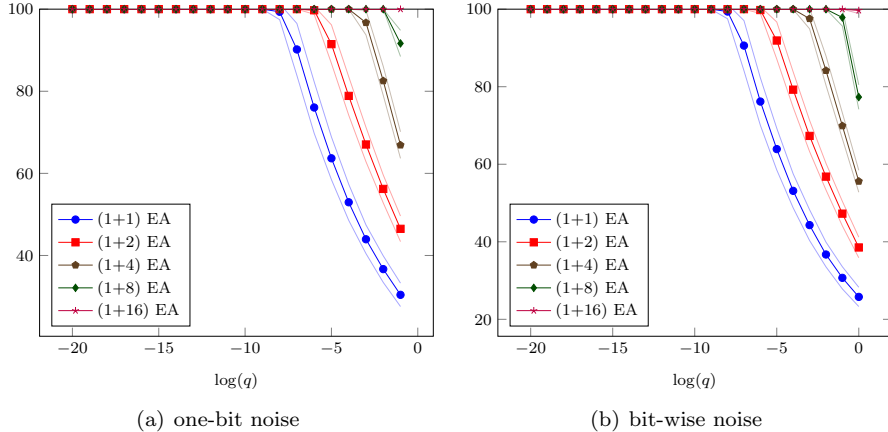 100
80
60
40
−20
−15
−10
−5
0
log(q)
(1+1) EA
(1+2) EA
(1+4) EA
(1+8) EA
(1+16) EA
(a) one-bit noise
100
80
60
40
20
−20
−15
−10
−5
0
log(q)
(1+1) EA
(1+2) EA
(1+4) EA
(1+8) EA
(1+16) EA
(b) bit-wise noise